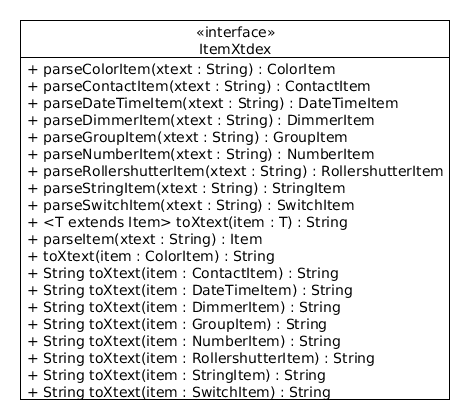 «interface»
ItemXtdex
+ parseColorItem(xtext : String) : ColorItem
+ parseContactItem(xtext : String) : ContactItem
+ parseDateTimeItem(xtext : String) : DateTimeItem
+ parseDimmerItem(xtext : String) : DimmerItem
+ parseGroupItem(xtext : String) : GroupItem
+ parseNumberItem(xtext : String) : NumberItem
+ parseRollershutterItem(xtext : String) : RollershutterItem
+ parseStringItem(xtext : String) : StringItem
+ parseSwitchItem(xtext : String) : SwitchItem
+ <T extends Item> toXtext(item : T) : String
+ parseItem(xtext : String) : Item
+ toXtext(item : ColorItem) : String
+ String toXtext(item : ContactItem) : String
+ String toXtext(item : DateTimeItem) : String
+ String toXtext(item : DimmerItem) : String
+ String toXtext(item : GroupItem) : String
+ String toXtext(item : NumberItem) : String
+ String toXtext(item : RollershutterItem) : String
+ String toXtext(item : StringItem) : String
+ String toXtext(item : SwitchItem) : String